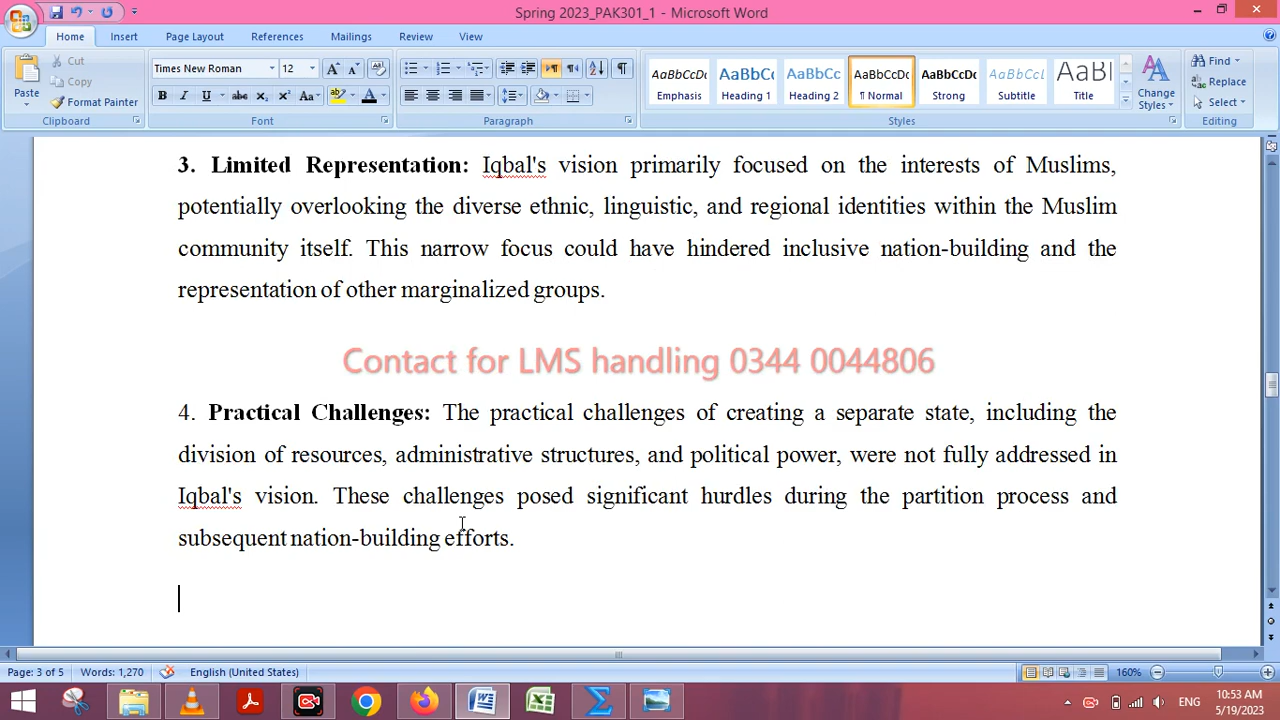 Spring 2023_PAK301_1 - Microsoft Word
Home Insert Page Layout References Mailings Review View
Paste
Cut
Copy
Format Painter
Clipboard
Times New Roman 12
Font
Paragraph
AaBbCcDc AaBbCc AaBbCc AaBbCcDc AaBbCcDc AaBbCcDc AaBl
Emphasis Heading 1 Heading 2 ¶ Normal Strong Subtitle Title
Change Styles
Styles
Find
Replace
Select
Editing
3. Limited Representation: Iqbal's vision primarily focused on the interests of Muslims,
potentially overlooking the diverse ethnic, linguistic, and regional identities within the Muslim
community itself. This narrow focus could have hindered inclusive nation-building and the
representation of other marginalized groups.
Contact for LMS handling 0344 0044806
4. Practical Challenges: The practical challenges of creating a separate state, including the
division of resources, administrative structures, and political power, were not fully addressed in
Iqbal's vision. These challenges posed significant hurdles during the partition process and
subsequent nation-building efforts.
Page: 3 of 5 Words: 1,270 English (United States) 160%
ENG 10:53 AM
5/19/2023